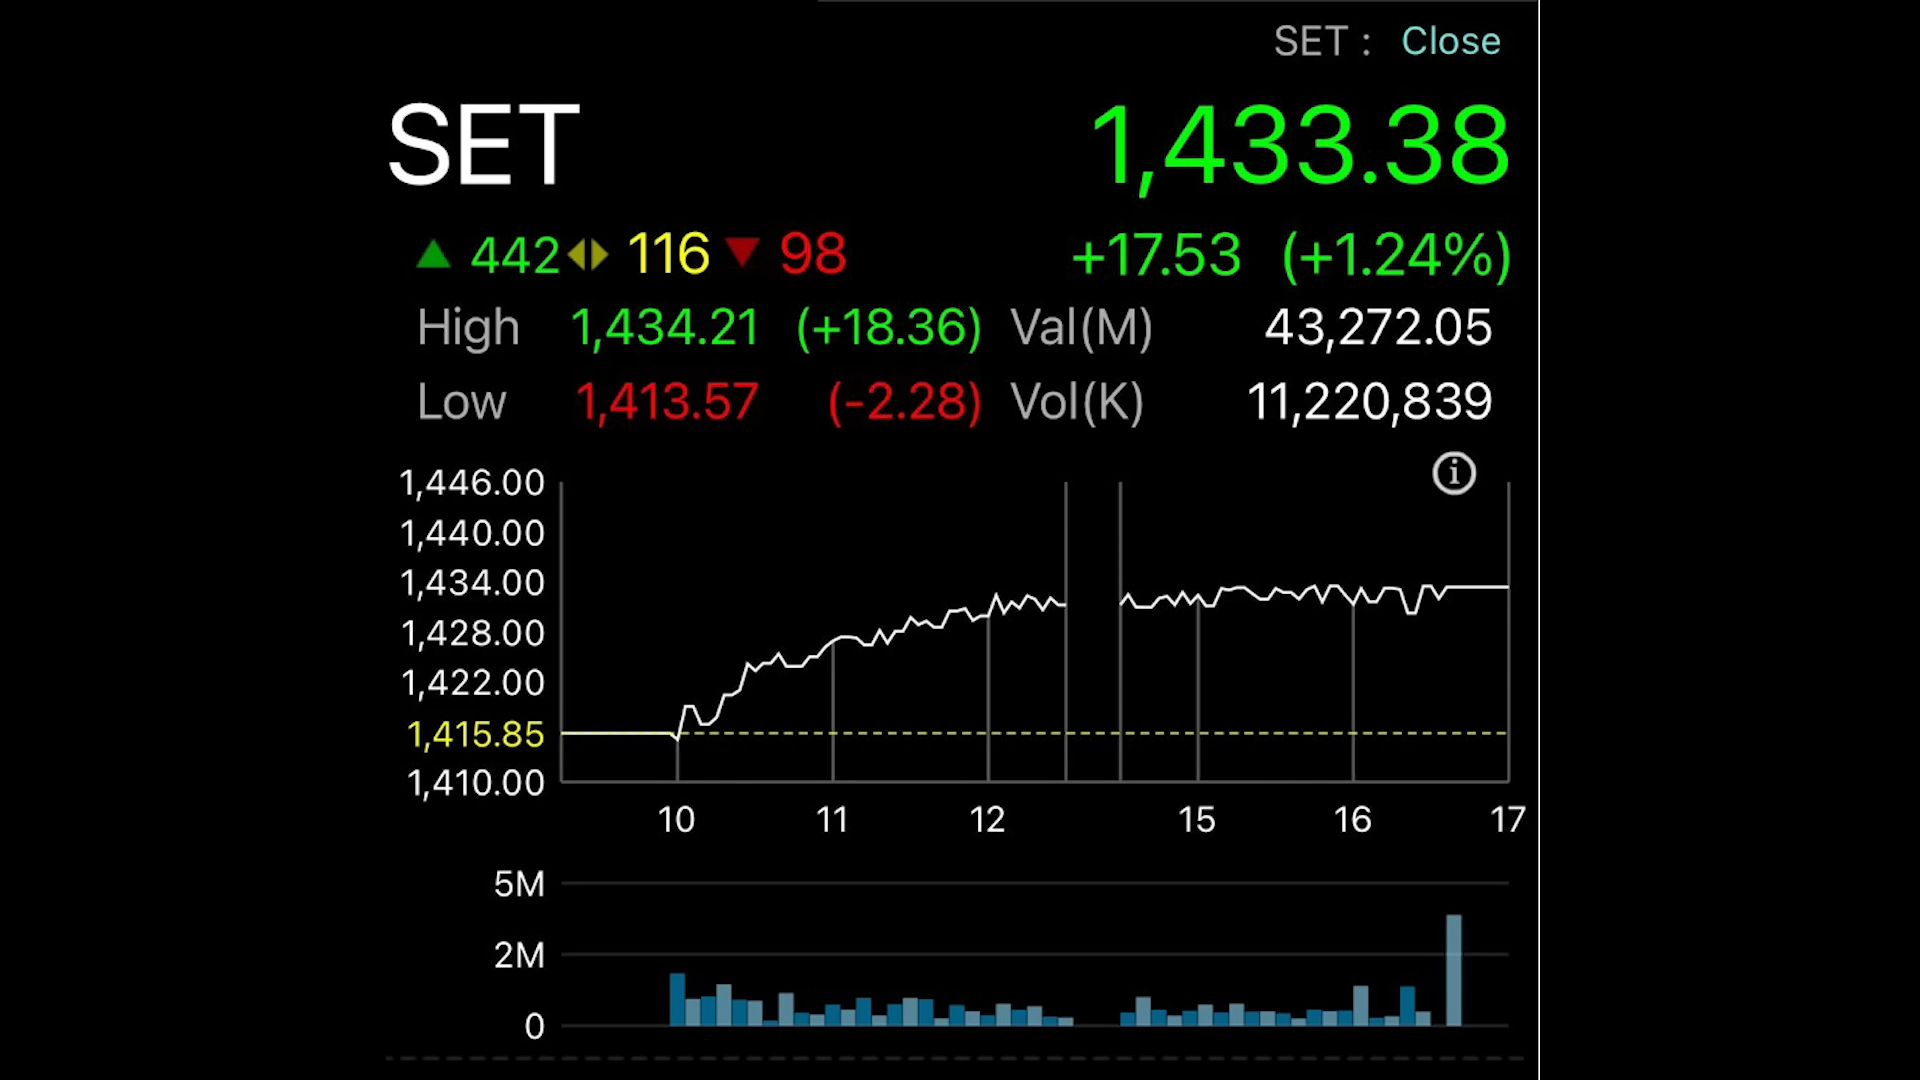 SET : Close
SET 1,433.38
442 116 98 +17.53 (+1.24%)
High 1,434.21 (+18.36) Val(M) 43,272.05
Low 1,413.57 (-2.28) Vol(K) 11,220,839
1,446.00
1,440.00
1,434.00
1,428.00
1,422.00
1,415.85
1,410.00
10 11 12 15 16 17
5M
2M
0